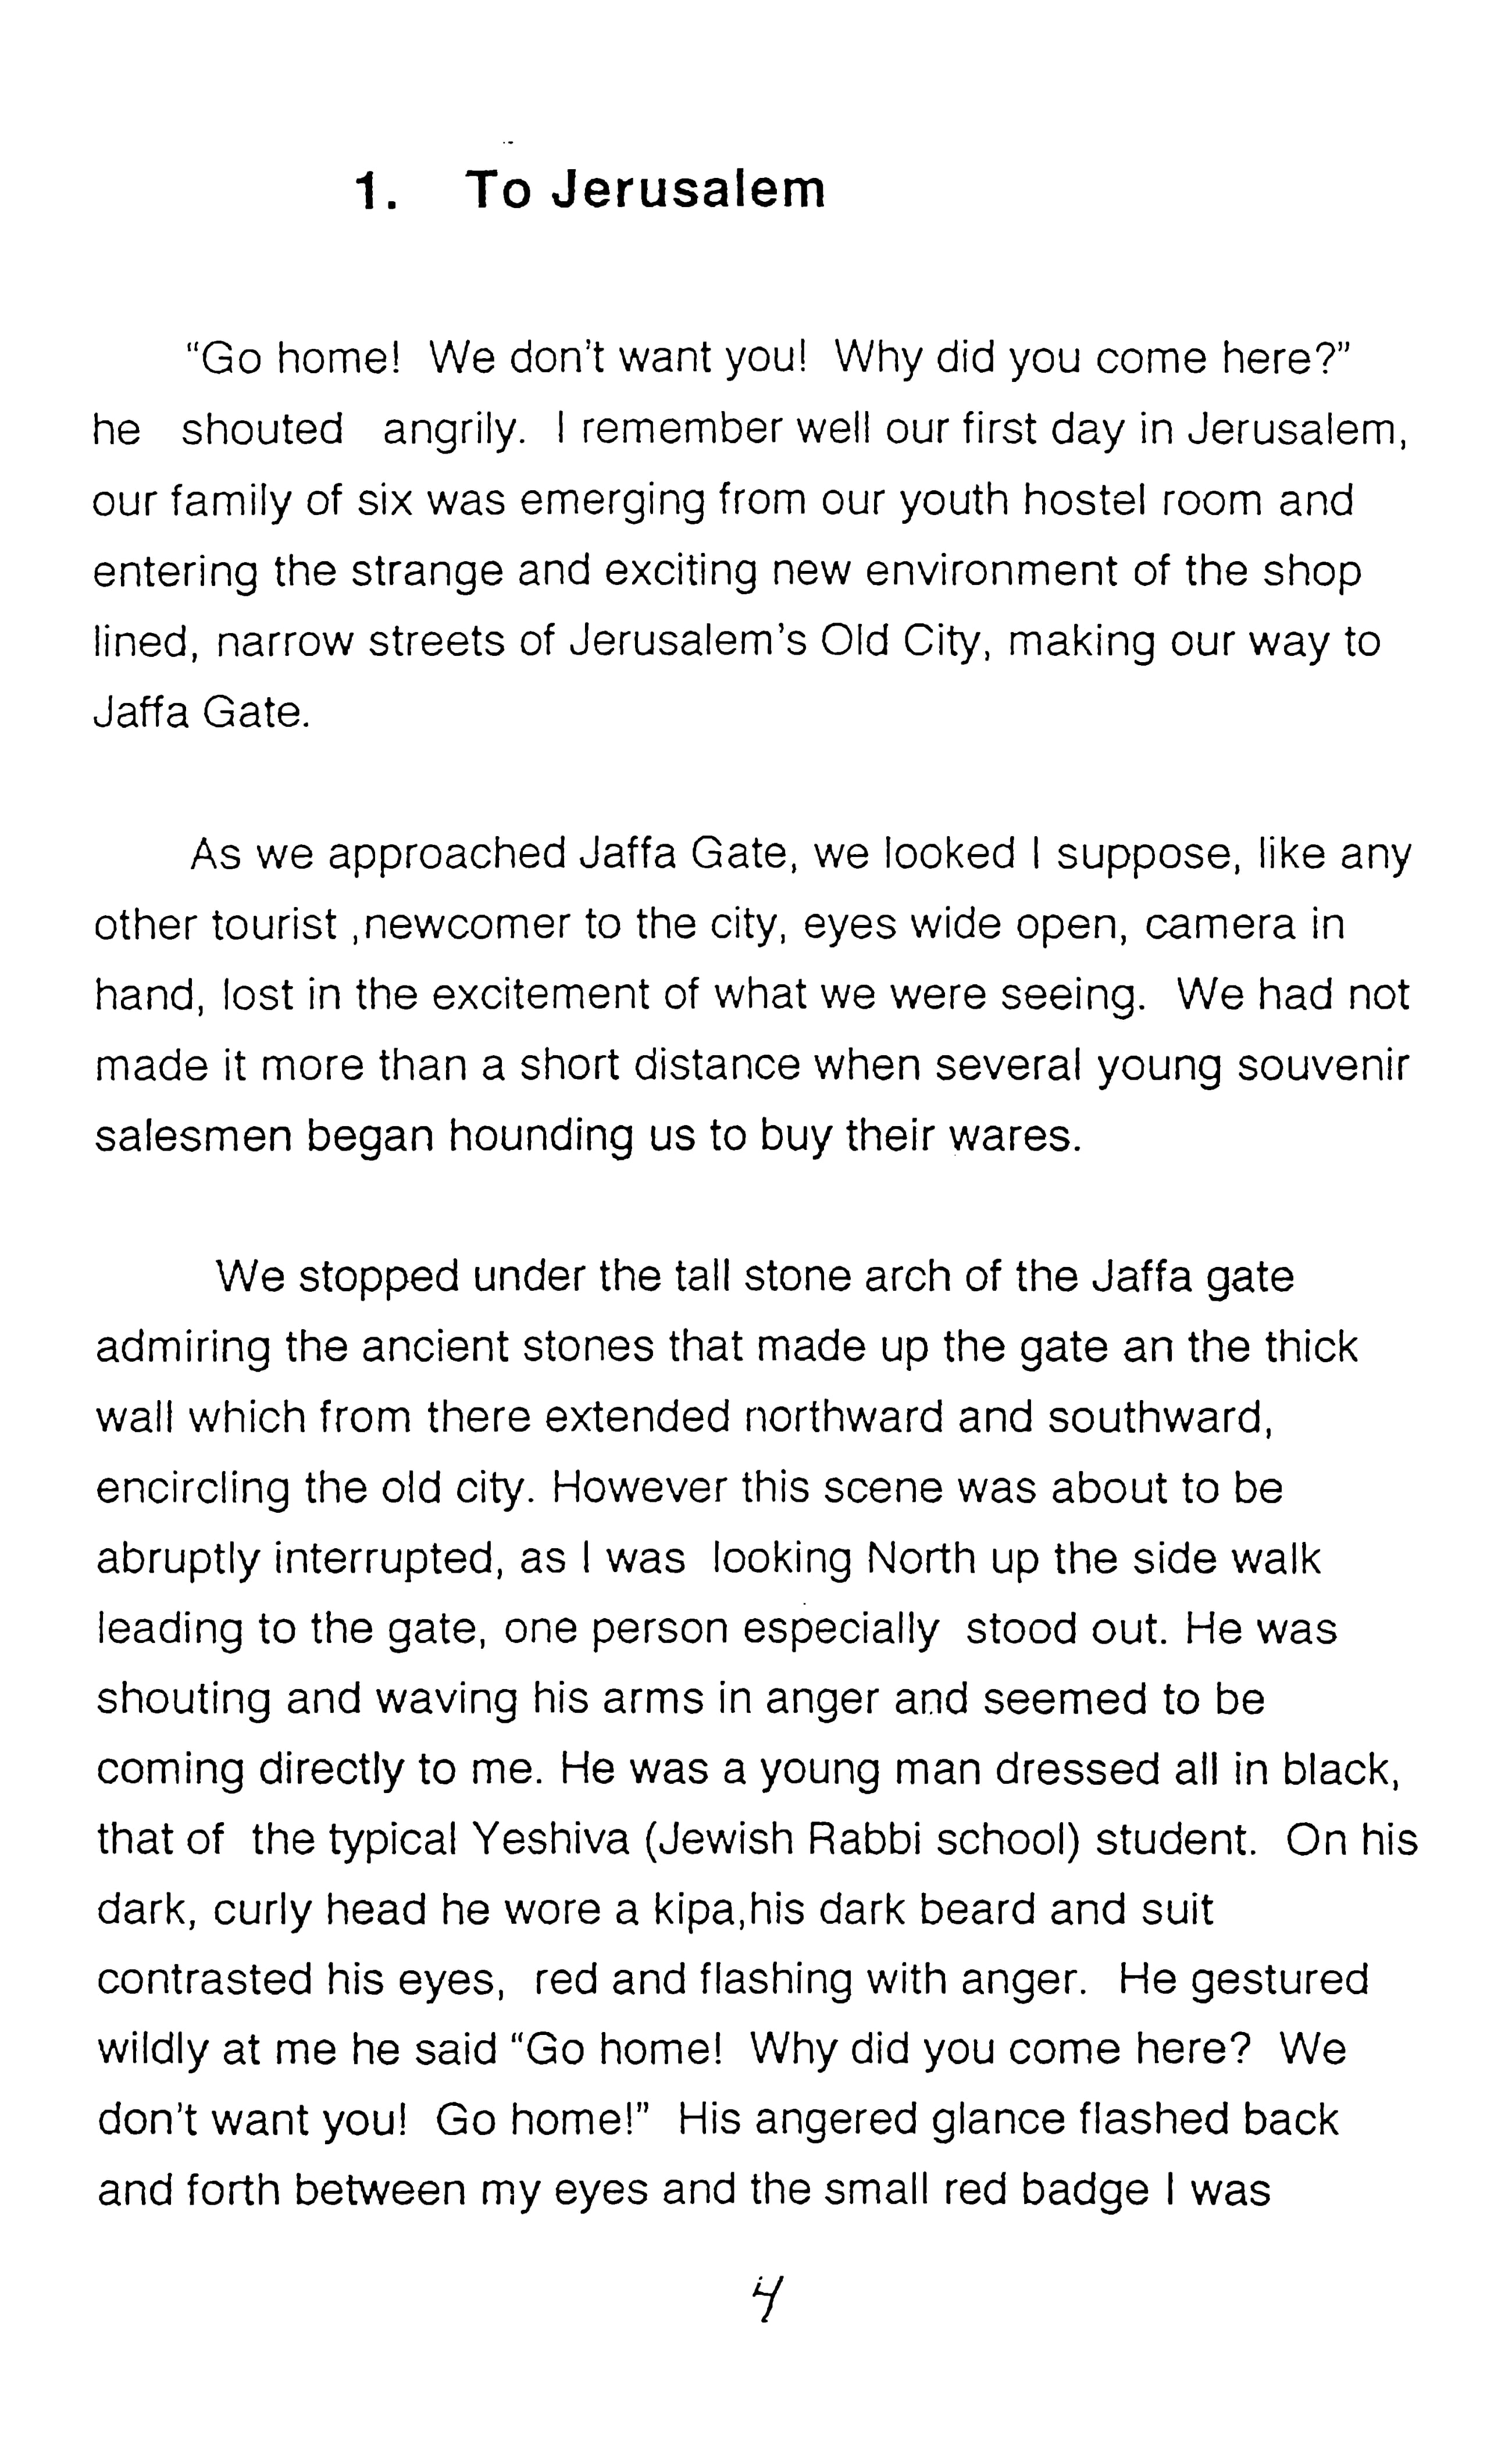 1. To Jerusalem
"Go home! We don't want you! Why did you come here?"
he shouted angrily. I remember well our first day in Jerusalem,
our family of six was emerging from our youth hostel room and
entering the strange and exciting new environment of the shop
lined, narrow streets of Jerusalem's Old City, making our way to
Jaffa Gate.
As we approached Jaffa Gate, we looked I suppose, like any
other tourist ,newcomer to the city, eyes wide open, camera in
hand, lost in the excitement of what we were seeing. We had not
made it more than a short distance when several young souvenir
salesmen began hounding us to buy their wares.
We stopped under the tall stone arch of the Jaffa gate
admiring the ancient stones that made up the gate an the thick
wall which from there extended northward and southward,
encircling the old city. However this scene was about to be
abruptly interrupted, as I was looking North up the side walk
leading to the gate, one person especially stood out. He was
shouting and waving his arms in anger and seemed to be
coming directly to me. He was a young man dressed all in black,
that of the typical Yeshiva (Jewish Rabbi school) student. On his
dark, curly head he wore a kipa,his dark beard and suit
contrasted his eyes, red and flashing with anger. He gestured
wildly at me he said "Go home! Why did you come here? We
don't want you! Go home!" His angered glance flashed back
and forth between my eyes and the small red badge I was
4